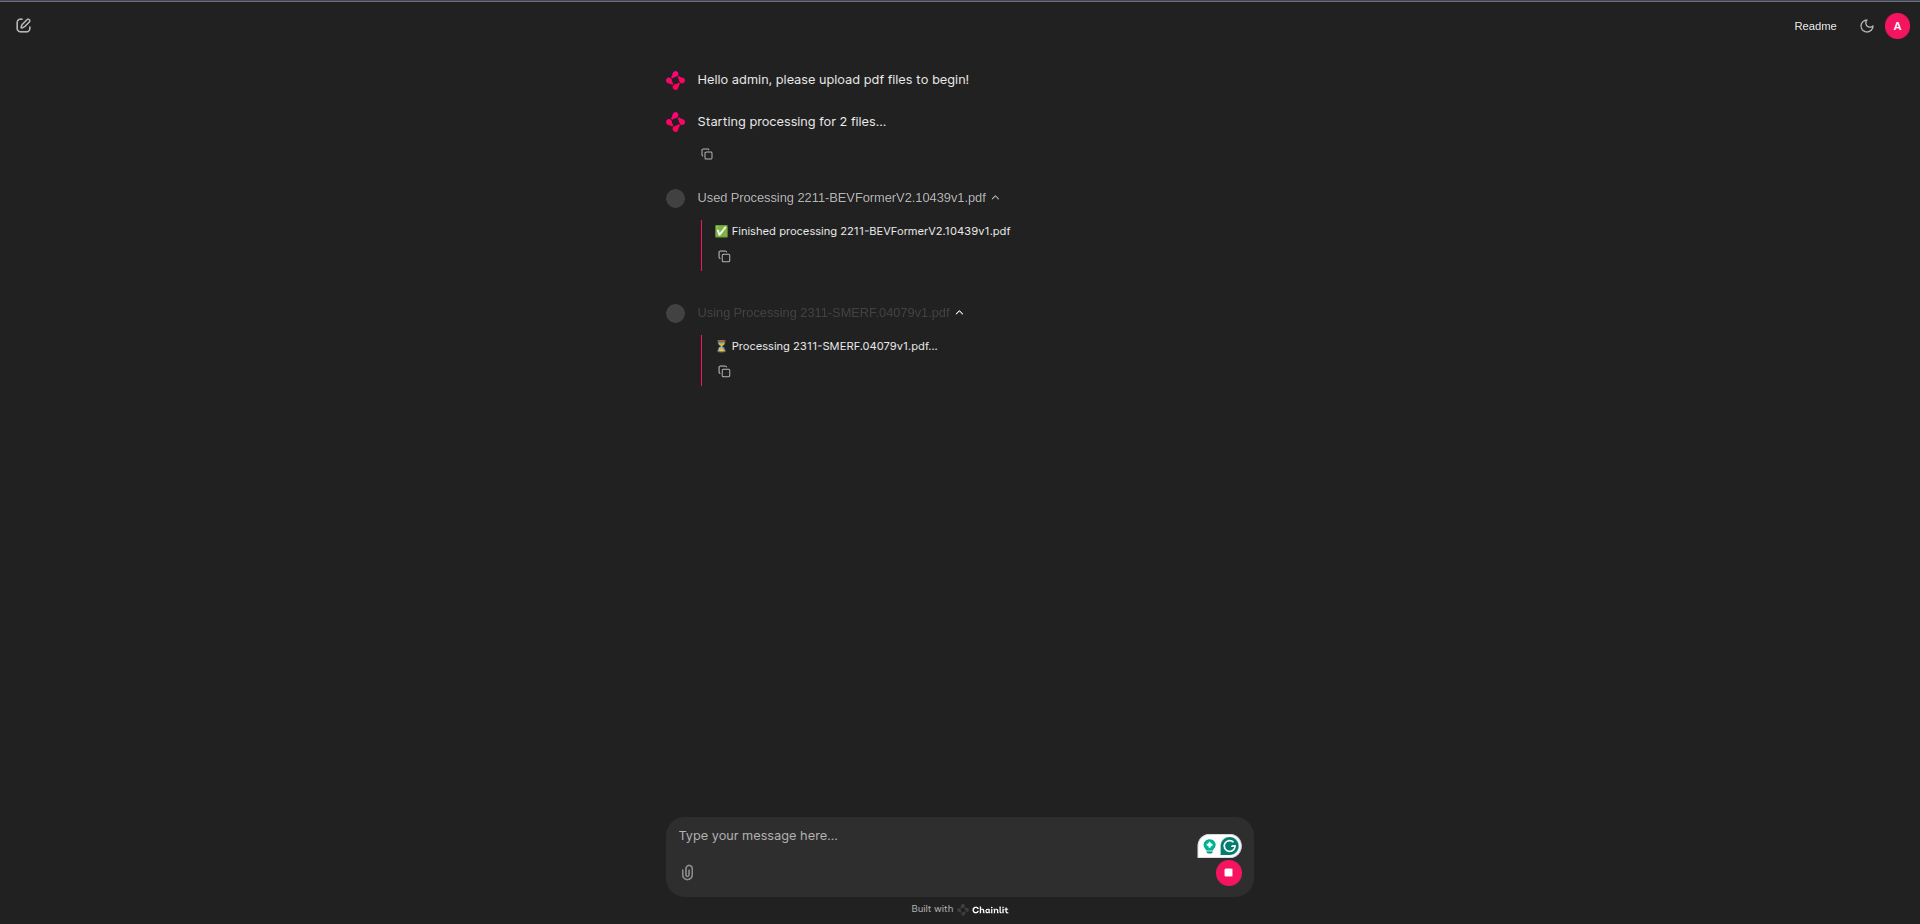 Readme
A
Hello admin, please upload pdf files to begin!
Starting processing for 2 files...
Used Processing 2211-BEVFormerV2.10439v1.pdf
✅ Finished processing 2211-BEVFormerV2.10439v1.pdf
Using Processing 2311-SMERF.04079v1.pdf
⏳ Processing 2311-SMERF.04079v1.pdf...
Type your message here...
Built with Chainlit